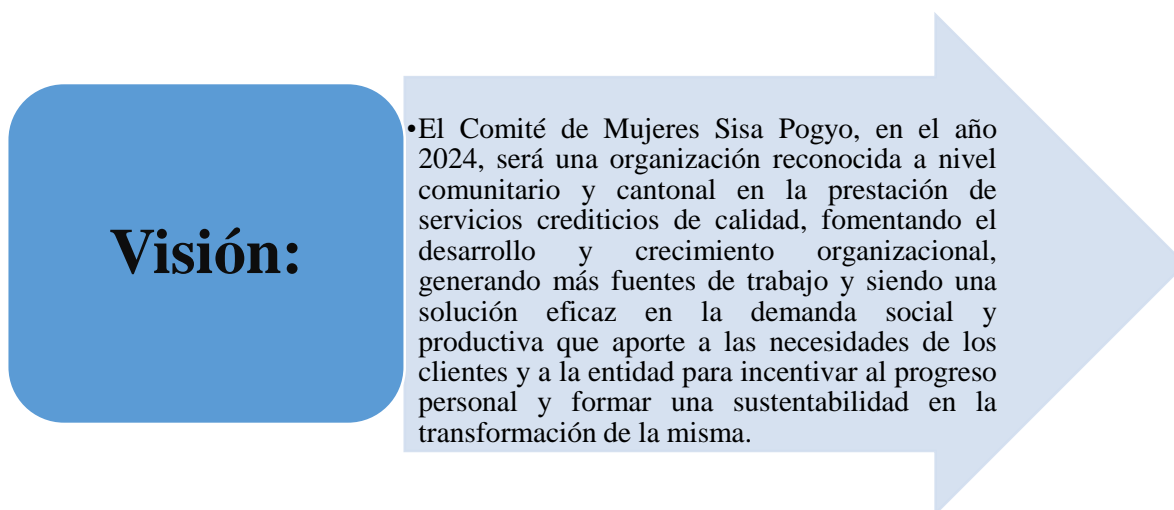 Visión:
•El Comité de Mujeres Sisa Pogyo, en el año
2024, será una organización reconocida a nivel
comunitario y cantonal en la prestación de
servicios crediticios de calidad, fomentando el
desarrollo y crecimiento organizacional,
generando más fuentes de trabajo y siendo una
solución eficaz en la demanda social y
productiva que aporte a las necesidades de los
clientes y a la entidad para incentivar al progreso
personal y formar una sustentabilidad en la
transformación de la misma.